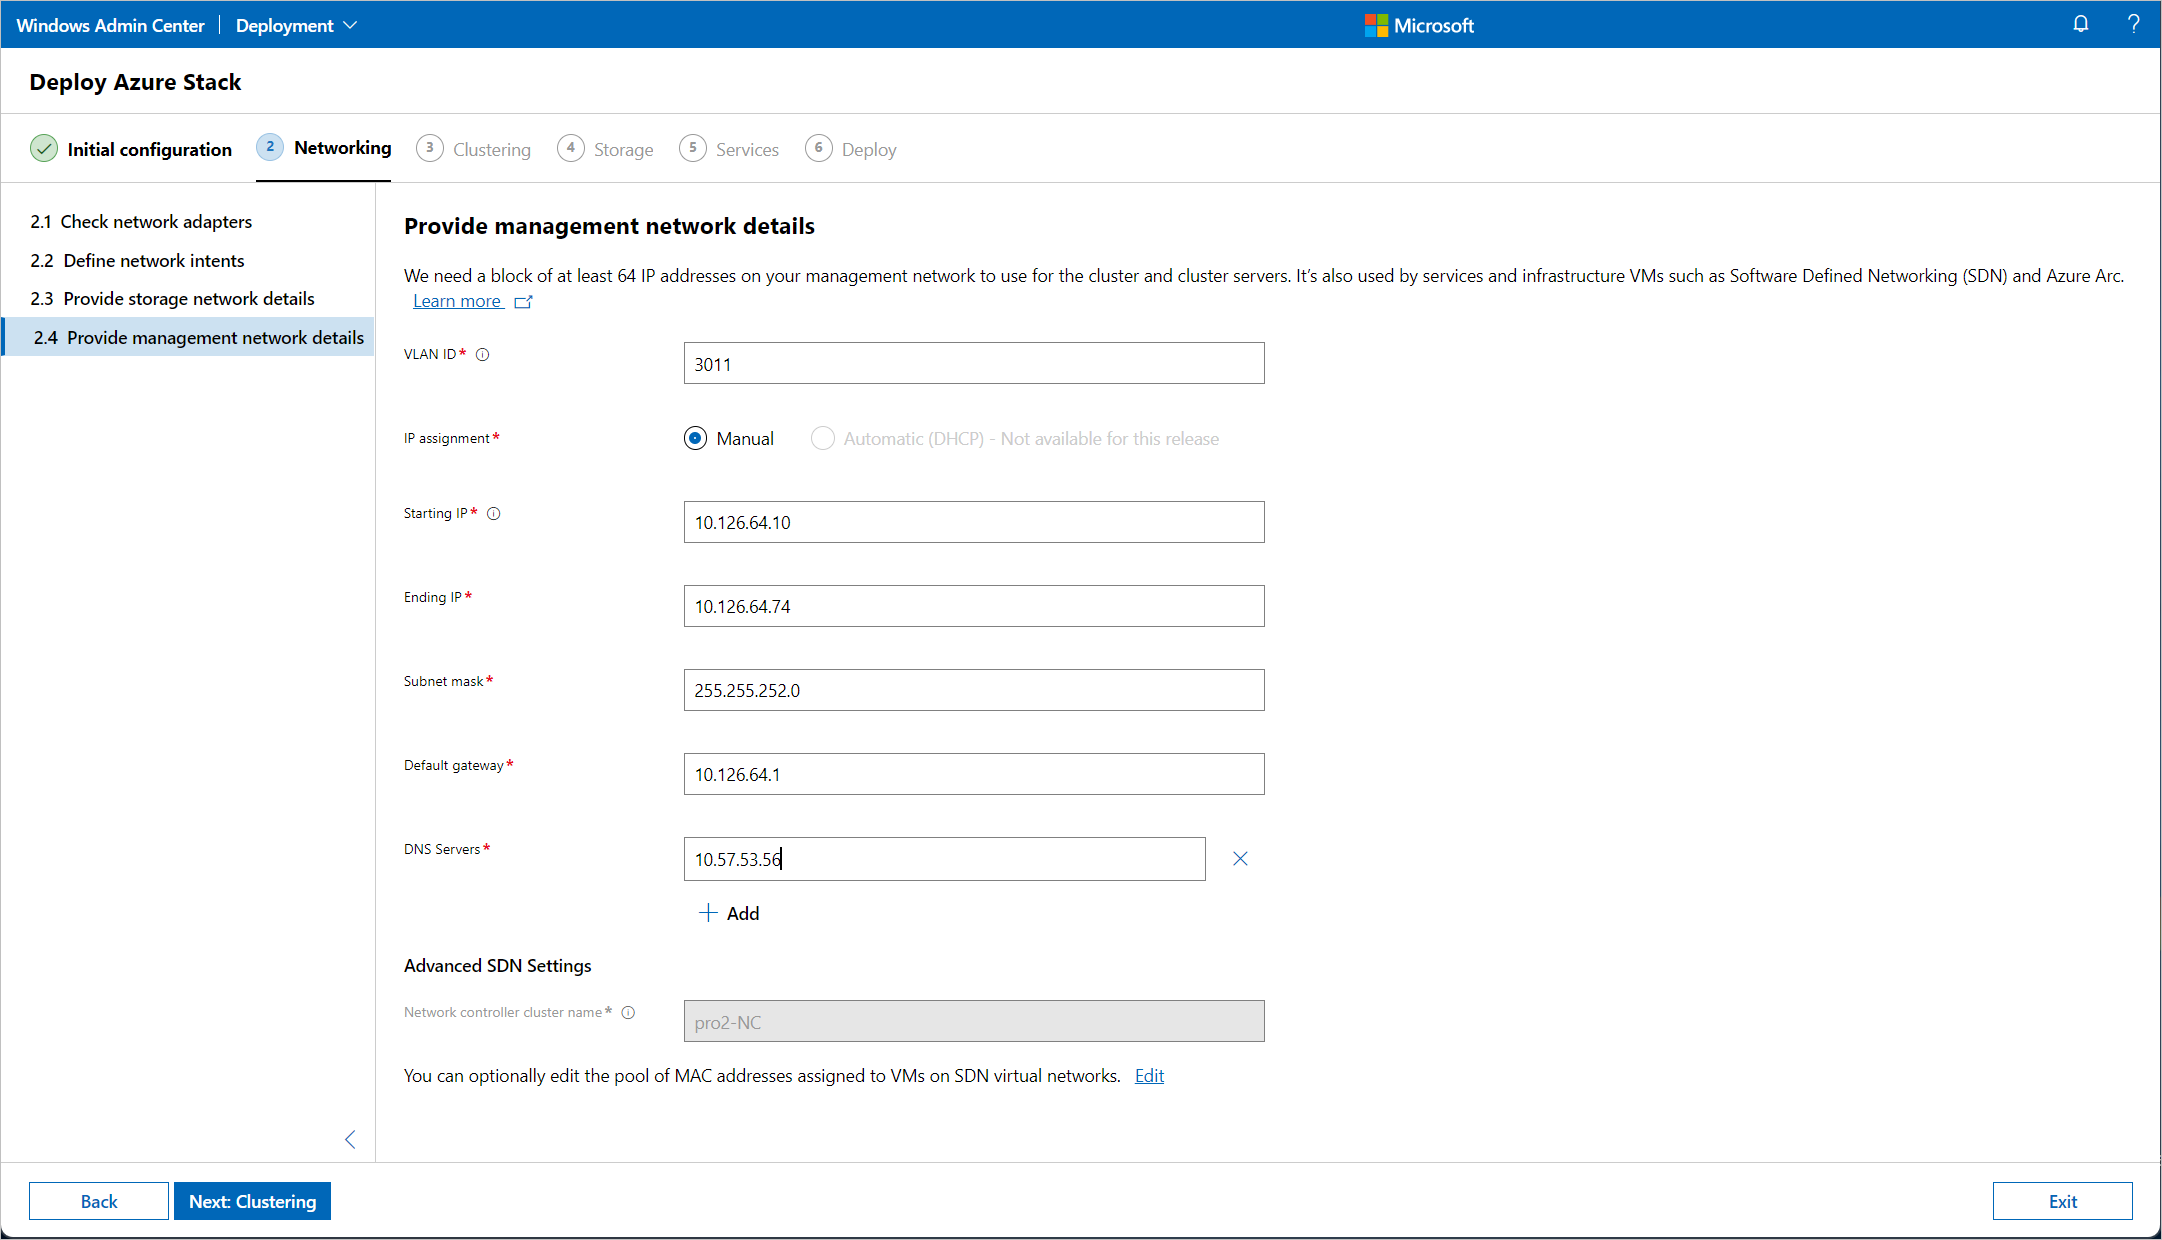 Windows Admin Center | Deployment
Microsoft
?
Deploy Azure Stack
Initial configuration
2 Networking
3 Clustering
4 Storage
5 Services
6 Deploy
2.1 Check network adapters
2.2 Define network intents
2.3 Provide storage network details
2.4 Provide management network details
Provide management network details
We need a block of at least 64 IP addresses on your management network to use for the cluster and cluster servers. It’s also used by services and infrastructure VMs such as Software Defined Networking (SDN) and Azure Arc.
Learn more
VLAN ID*
3011
IP assignment*
Manual
Automatic (DHCP) - Not available for this release
Starting IP*
10.126.64.10
Ending IP*
10.126.64.74
Subnet mask*
255.255.252.0
Default gateway*
10.126.64.1
DNS Servers*
10.57.53.56
Add
Advanced SDN Settings
Network controller cluster name*
pro2-NC
You can optionally edit the pool of MAC addresses assigned to VMs on SDN virtual networks. Edit
Back
Next: Clustering
Exit